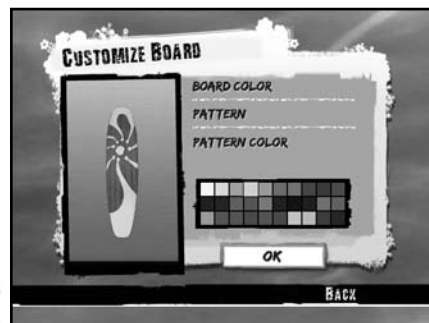 CUSTOMIZE BOARD
BOARD COLOR
PATTERN
PATTERN COLOR
OK
BACK